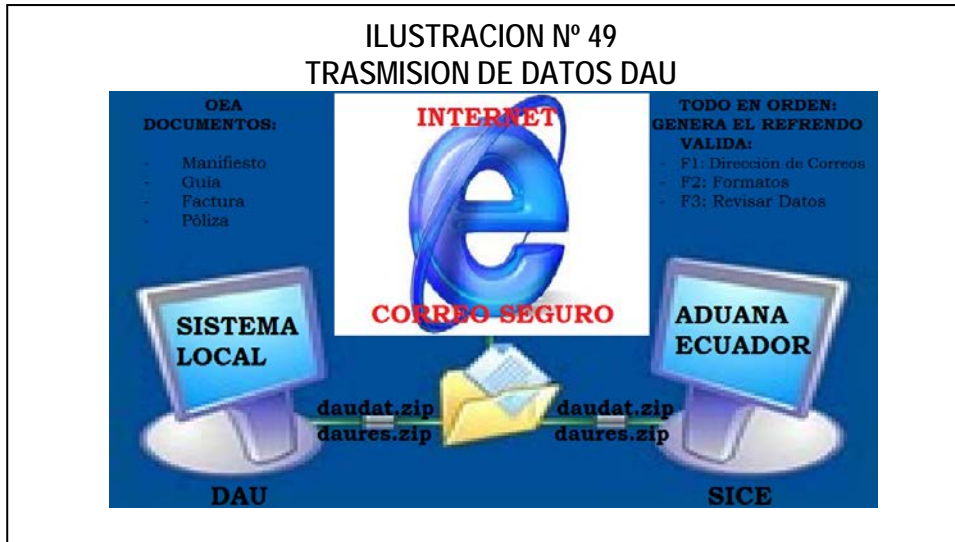 ILUSTRACION Nº 49
TRASMISION DE DATOS DAU
OEA
DOCUMENTOS:
- Manifiesto
- Guía
- Factura
- Póliza
INTERNET
CORREO SEGURO
TODO EN ORDEN:
GENERA EL REFRENDO
VALIDA:
- F1: Dirección de Correos
- F2: Formatos
- F3: Revisar Datos
SISTEMA
LOCAL
ADUANA
ECUADOR
daudat.zip
daures.zip
daudat.zip
daures.zip
DAU
SICE